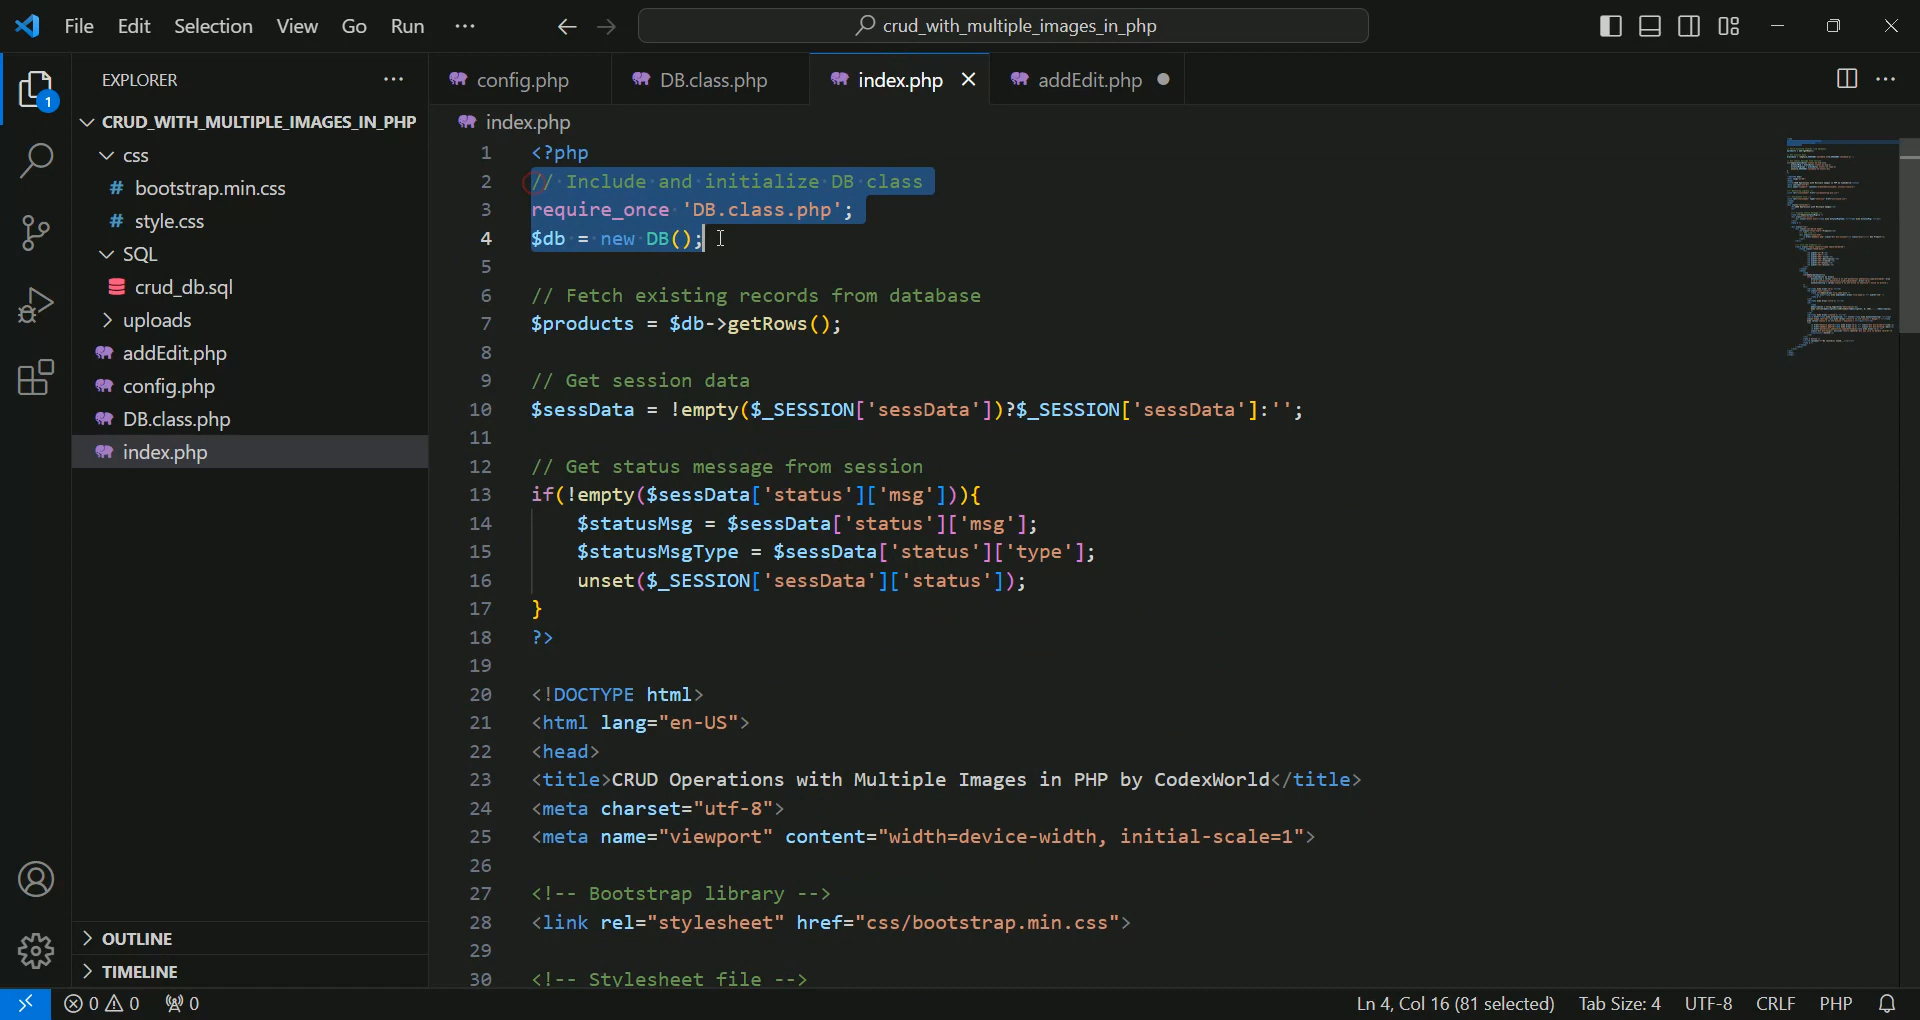 File Edit Selection View Go Run ··· crud_with_multiple_images_in_php
EXPLORER ···
config.php DB.class.php index.php addEdit.php ···
CRUD_WITH_MULTIPLE_IMAGES_IN_PHP
css
# bootstrap.min.css
# style.css
SQL
crud_db.sql
uploads
addEdit.php
config.php
DB.class.php
index.php
OUTLINE
TIMELINE
1
index.php
1 <?php
2 // Include and initialize DB class
3 require_once 'DB.class.php';
4 $db = new DB();
5
6 // Fetch existing records from database
7 $products = $db->getRows();
8
9 // Get session data
10 $sessData = !empty($_SESSION['sessData'])?$_SESSION['sessData']:'';
11
12 // Get status message from session
13 if(!empty($sessData['status']['msg'])){
14 $statusMsg = $sessData['status']['msg'];
15 $statusMsgType = $sessData['status']['type'];
16 unset($_SESSION['sessData']['status']);
17 }
18 ?>
19
20 <!DOCTYPE html>
21 <html lang="en-US">
22 <head>
23 <title>CRUD Operations with Multiple Images in PHP by CodexWorld</title>
24 <meta charset="utf-8">
25 <meta name="viewport" content="width=device-width, initial-scale=1">
26
27 <!-- Bootstrap library -->
28 <link rel="stylesheet" href="css/bootstrap.min.css">
29
30 <!-- Stylesheet file -->
0 0 0 Ln 4, Col 16 (81 selected) Tab Size: 4 UTF-8 CRLF PHP